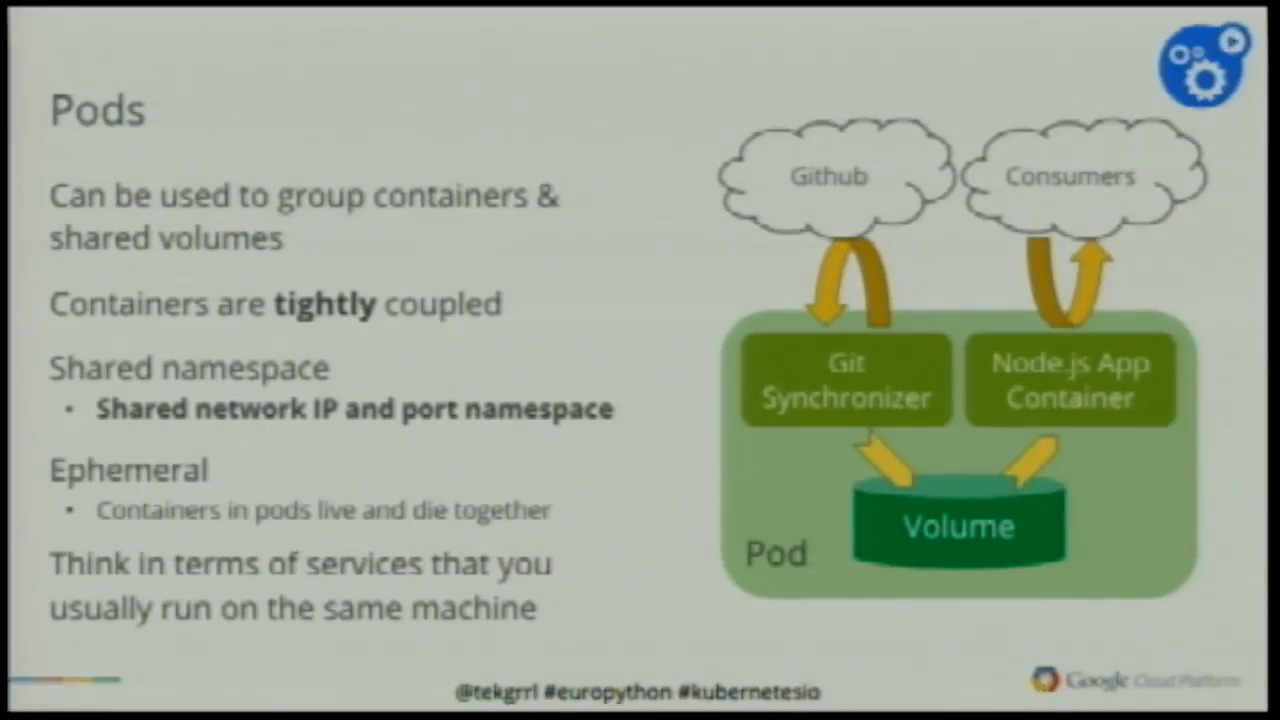 Pods
Can be used to group containers &
shared volumes
Containers are tightly coupled
Shared namespace
• Shared network IP and port namespace
Ephemeral
• Containers in pods live and die together
Think in terms of services that you
usually run on the same machine
Github
Consumers
Git
Synchronizer
Node.js App
Container
Volume
Pod
@tekgrrl #europython #kubernetesio
Google Cloud Platform